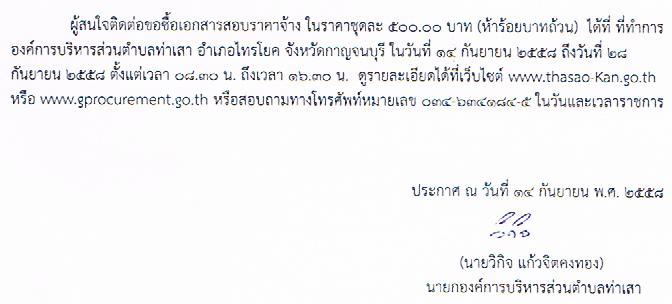 ผู้สนใจติดต่อขอซื้อเอกสารสอบราคาจ้าง ในราคาชุดละ ๕๐๐.๐๐ บาท (ห้าร้อยบาทถ้วน) ได้ที่ ที่ทำการ
องค์การบริหารส่วนตำบลท่าเสา อำเภอไทรโยค จังหวัดกาญจนบุรี ในวันที่ ๑๔ กันยายน ๒๕๕๘ ถึงวันที่ ๒๘
กันยายน ๒๕๕๘ ตั้งแต่เวลา ๐๘.๓๐ น. ถึงเวลา ๑๖.๓๐ น. ดูรายละเอียดได้ที่เว็บไซต์ www.thasao-Kan.go.th
หรือ www.gprocurement.go.th หรือสอบถามทางโทรศัพท์หมายเลข ๐๓๔-๖๓๔๑๘๔-๕ ในวันและเวลาราชการ
ประกาศ ณ วันที่ ๑๔ กันยายน พ.ศ. ๒๕๕๘
(นายวิกิจ แก้วจิตคงทอง)
นายกองค์การบริหารส่วนตำบลท่าเสา